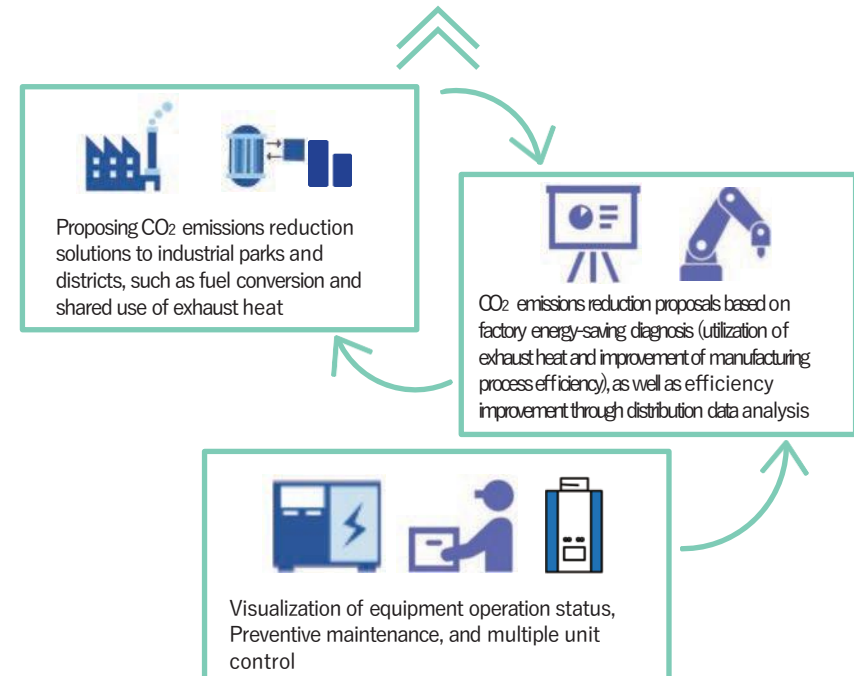 Proposing CO2 emissions reduction
solutions to industrial parks and
districts, such as fuel conversion and
shared use of exhaust heat
CO2 emissions reduction proposals based on
factory energy-saving diagnosis (utilization of
exhaust heat and improvement of manufacturing
process efficiency), as well as efficiency
improvement through distribution data analysis
Visualization of equipment operation status,
Preventive maintenance, and multiple unit
control